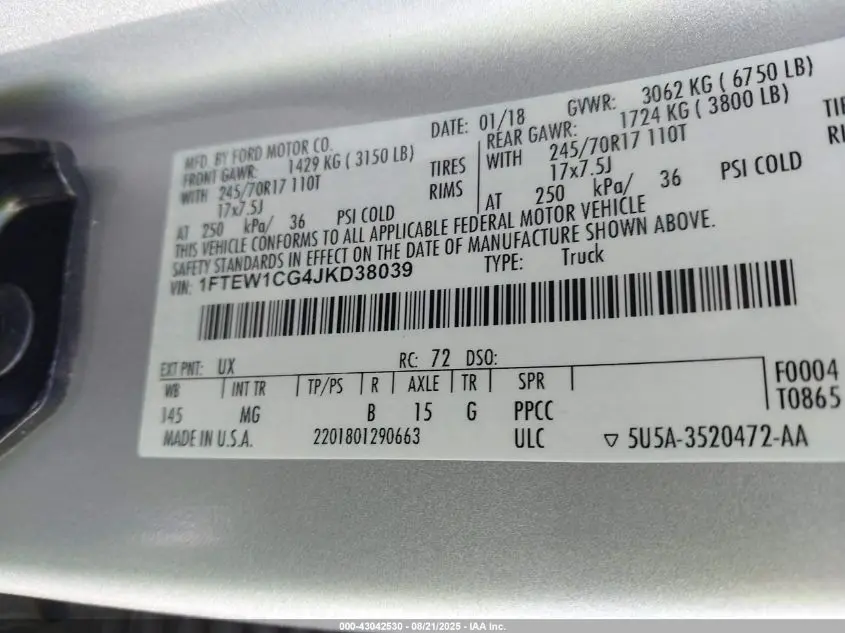 MFD. BY FORD MOTOR CO. DATE: 01/18 GVWR: 3062 KG ( 6750 LB)
FRONT GAWR: 1429 KG ( 3150 LB) REAR GAWR: 1724 KG ( 3800 LB)
WITH 245/70R17 110T TIRES WITH 245/70R17 110T
17x7.5J RIMS 17x7.5J
AT 250 kPa/ 36 PSI COLD AT 250 kPa/ 36 PSI COLD
THIS VEHICLE CONFORMS TO ALL APPLICABLE FEDERAL MOTOR VEHICLE
SAFETY STANDARDS IN EFFECT ON THE DATE OF MANUFACTURE SHOWN ABOVE.
VIN: 1FTEW1CG4JKD38039 TYPE: Truck
EXT PNT: UX RC: 72 DSO:
WB INT TR TP/PS R AXLE TR SPR F0004
145 MG B 15 G PPCC T0865
MADE IN U.S.A. 2201801290663 ULC ▽ 5U5A-3520472-AA
000-43042530 - 08/21/2025 - IAA Inc.